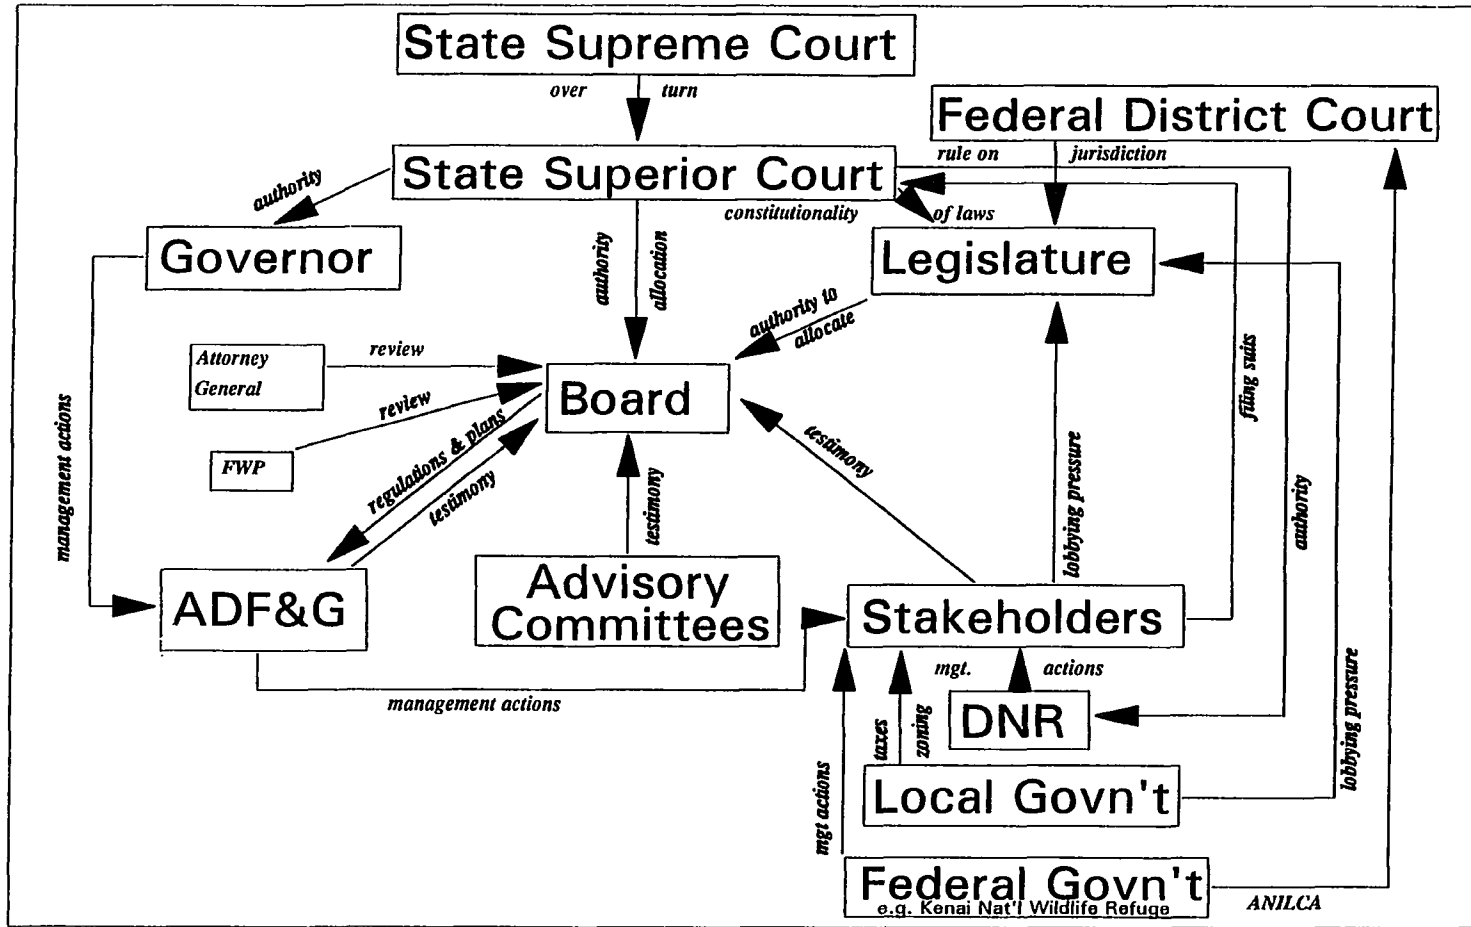 State Supreme Court
over turn
Federal District Court
rule on jurisdiction
State Superior Court
authority
constitutionality of laws
Governor
authority allocation
Legislature
authority to
allocate
Attorney
General
review
Board
review
FWP
regulations & plans
testimony
testimony
testimony
lobbying pressure
filing suits
authority
management actions
ADF&G
Advisory
Committees
Stakeholders
management actions
mgt. actions
DNR
taxes
zoning
lobbying pressure
mgt actions
Local Govn't
Federal Govn't
e.g. Kenai Nat'l Wildlife Refuge
ANILCA